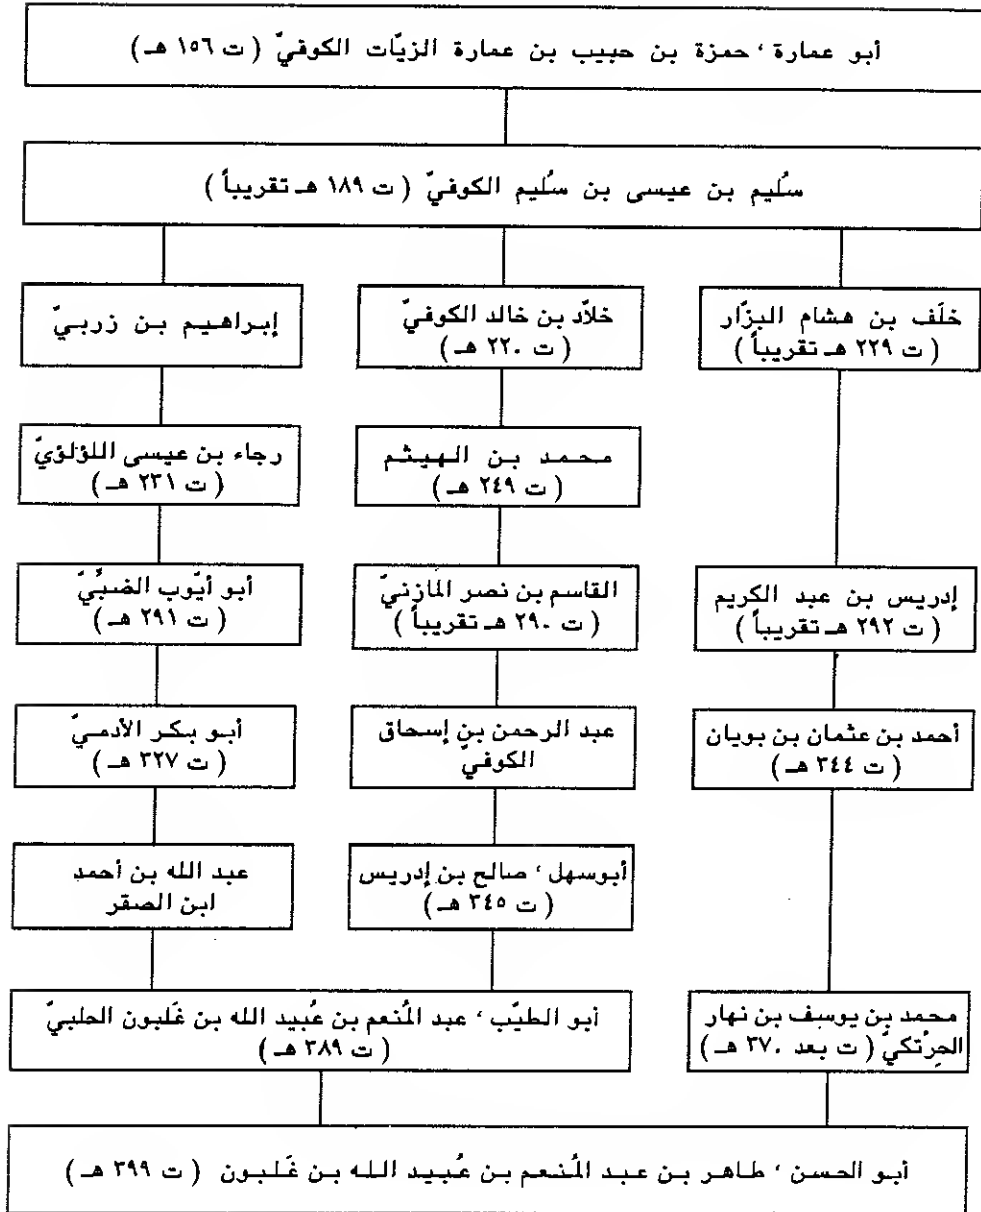 أبو عمارة، حمزة بن حبيب بن عمارة الزيّات الكوفيّ ( ت ١٥٦ هـ )
سُليم بن عيسى بن سُليم الكوفيّ ( ت ١٨٩ هـ تقريباً )
خلَف بن هشام البزّار
( ت ٢٢٩ هـ تقريباً )
خلاّد بن خالد الكوفيّ
( ت ٢٢٠ هـ )
إبراهيم بن زربيّ
محمد بن الهيثم
( ت ٢٤٩ هـ )
رجاء بن عيسى اللؤلؤيّ
( ت ٢٣١ هـ )
إدريس بن عبد الكريم
( ت ٢٩٢ هـ تقريباً )
القاسم بن نصر المازنيّ
( ت ٢٩٠ هـ تقريباً )
أبو أيّوب الضبّيّ
( ت ٢٩١ هـ )
أحمد بن عثمان بن بويان
( ت ٣٤٤ هـ )
عبد الرحمن بن إسحاق
الكوفيّ
أبو بكر الأدميّ
( ت ٣٢٧ هـ )
أبوسهل، صالح بن إدريس
( ت ٣٤٥ هـ )
عبد الله بن أحمد
ابن الصقر
محمد بن يوسف بن نهار
الحِرْتكيّ ( ت بعد ٣٧٠ هـ )
أبو الطيّب، عبد المُنعم بن عُبيد الله بن غَلبون الحلبيّ
( ت ٣٨٩ هـ )
أبو الحسن، طاهر بن عبد المُنعم بن عُبيد الله بن غَلبون ( ت ٣٩٩ هـ )